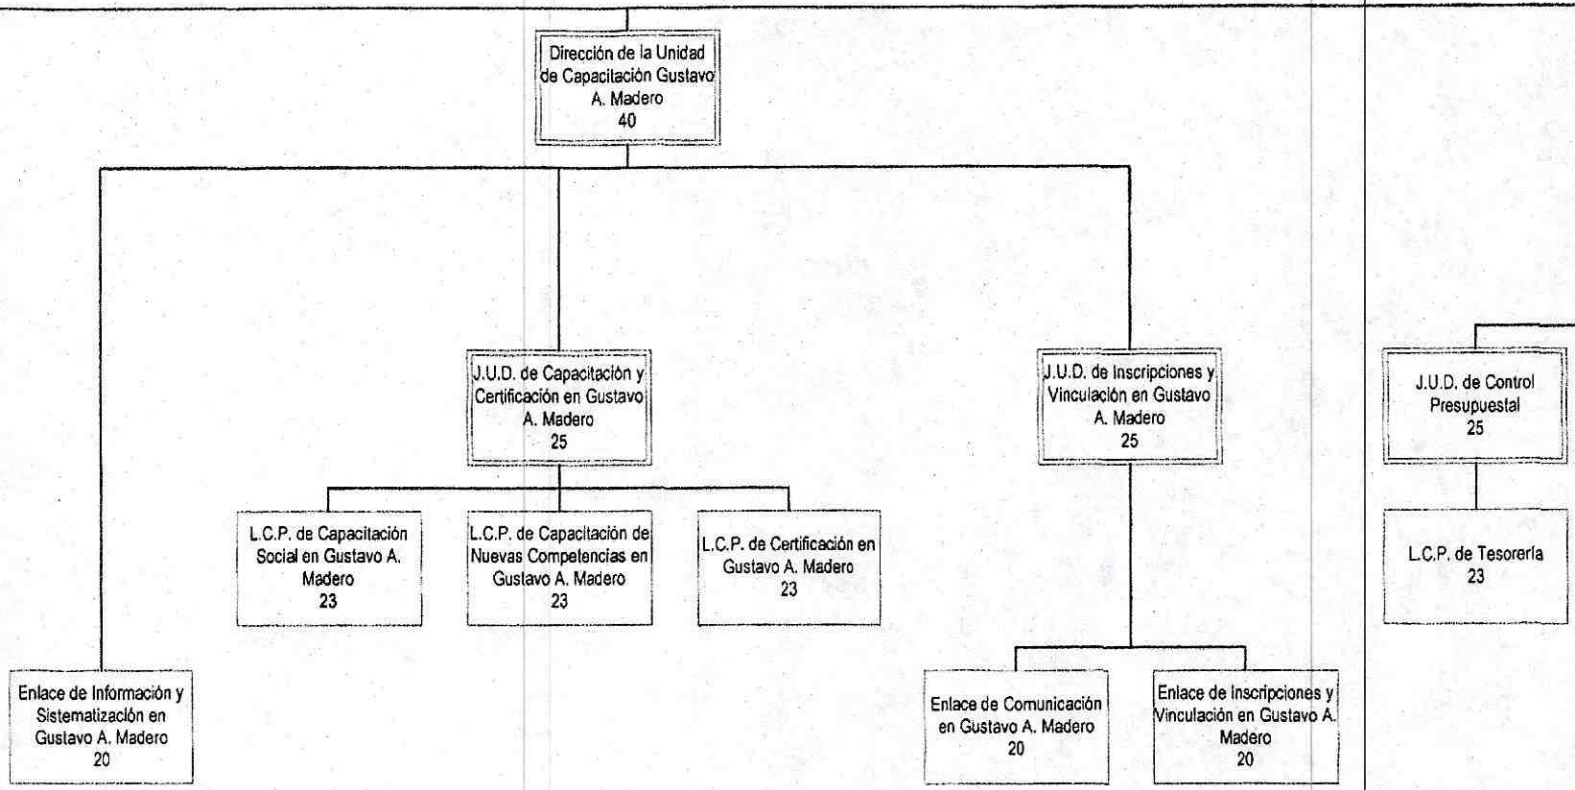 Dirección de la Unidad
de Capacitación Gustavo
A. Madero
40
J.U.D. de Capacitación y
Certificación en Gustavo
A. Madero
25
J.U.D. de Inscripciones y
Vinculación en Gustavo
A. Madero
25
J.U.D. de Control
Presupuestal
25
L.C.P. de Capacitación
Social en Gustavo A.
Madero
23
L.C.P. de Capacitación de
Nuevas Competencias en
Gustavo A. Madero
23
L.C.P. de Certificación en
Gustavo A. Madero
23
L.C.P. de Tesorería
23
Enlace de Información y
Sistematización en
Gustavo A. Madero
20
Enlace de Comunicación
en Gustavo A. Madero
20
Enlace de Inscripciones y
Vinculación en Gustavo A.
Madero
20